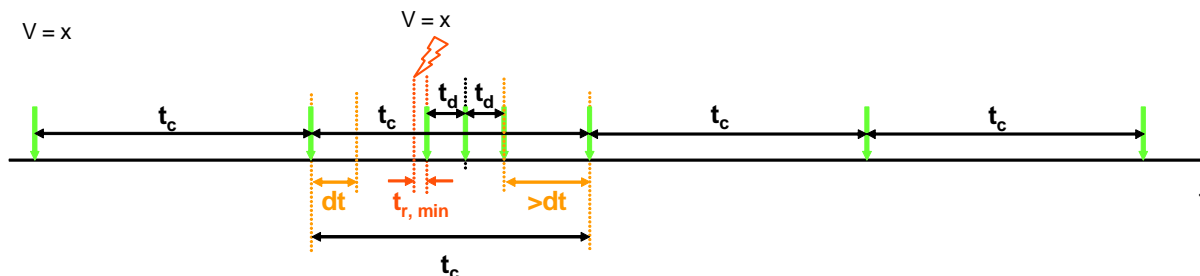 V = x
V = x
t_d t_d
t_c t_c t_c t_c
dt t_r, min >dt
t_c